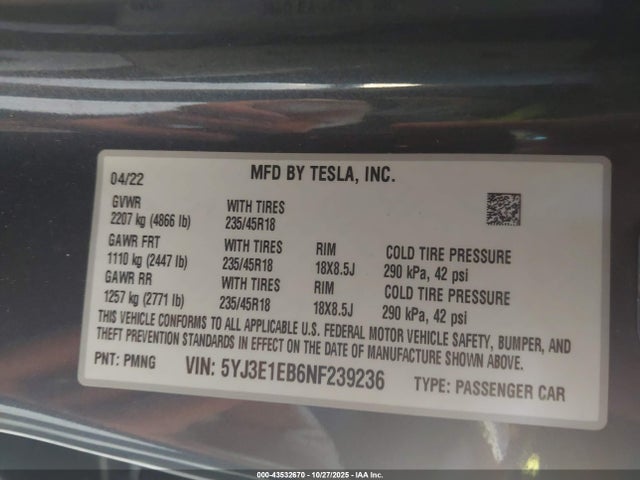 04/22 MFD BY TESLA, INC.
GVWR WITH TIRES
2207 kg (4866 lb) 235/45R18
GAWR FRT WITH TIRES RIM COLD TIRE PRESSURE
1110 kg (2447 lb) 235/45R18 18X8.5J 290 kPa, 42 psi
GAWR RR WITH TIRES RIM COLD TIRE PRESSURE
1257 kg (2771 lb) 235/45R18 18X8.5J 290 kPa, 42 psi
THIS VEHICLE CONFORMS TO ALL APPLICABLE U.S. FEDERAL MOTOR VEHICLE SAFETY, BUMPER, AND
THEFT PREVENTION STANDARDS IN EFFECT ON THE DATE OF MANUFACTURE SHOWN ABOVE.
PNT: PMNG VIN: 5YJ3E1EB6NF239236 TYPE: PASSENGER CAR
000-43532670 - 10/27/2025 - IAA Inc.